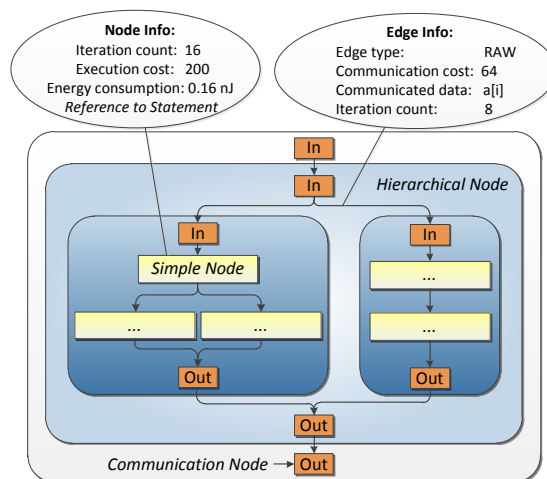 Node Info:
Iteration count: 16
Execution cost: 200
Energy consumption: 0.16 nJ
Reference to Statement
Edge Info:
Edge type: RAW
Communication cost: 64
Communicated data: a[i]
Iteration count: 8
In
In
Hierarchical Node
In
In
Simple Node
...
...
...
...
Out
Out
Out
Communication Node
Out